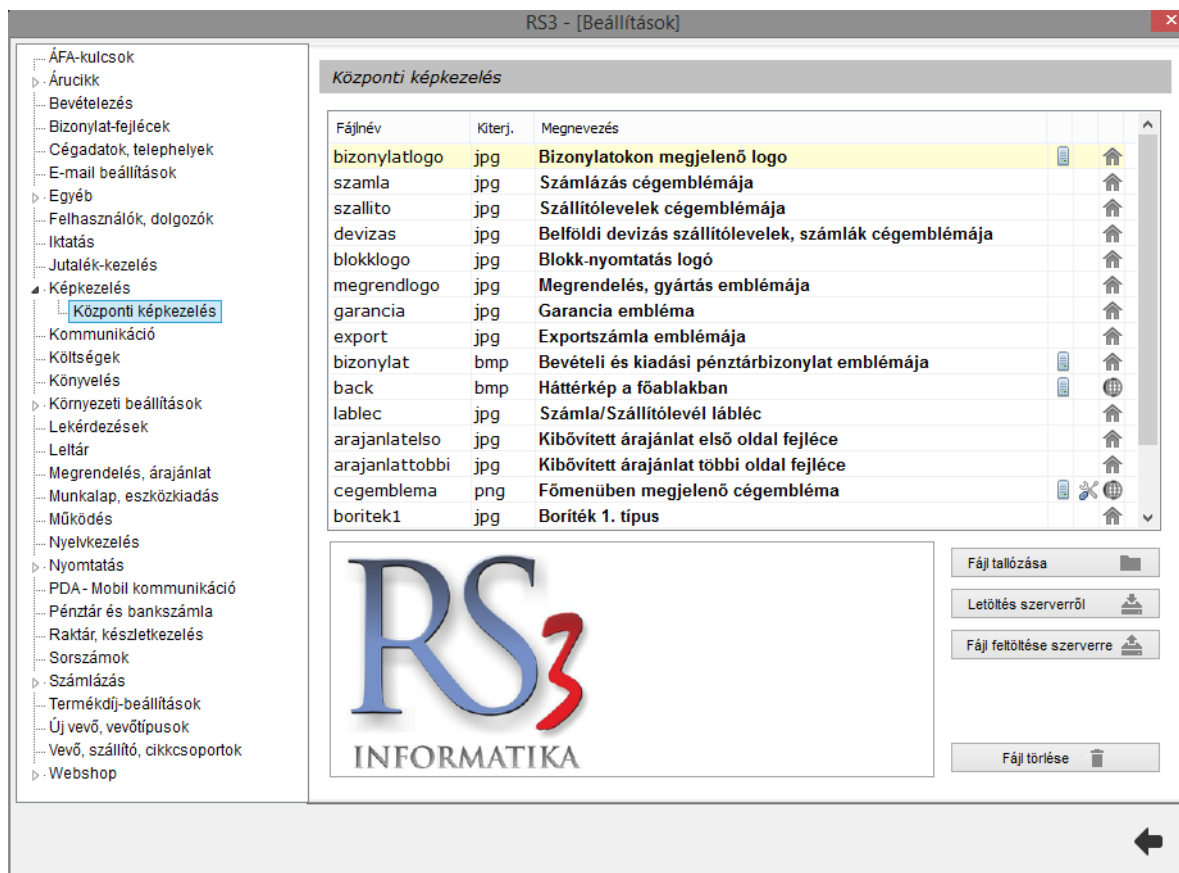 RS3 - [Beállítások]
ÁFA-kulcsok
Árucikk
Bevételezés
Bizonylat-fejlécek
Cégadatok, telephelyek
E-mail beállítások
Egyéb
Felhasználók, dolgozók
Iktatás
Jutalék-kezelés
Képkezelés
Központi képkezelés
Kommunikáció
Költségek
Könyvelés
Környezeti beállítások
Lekérdezések
Leltár
Megrendelés, árajánlat
Munkalap, eszközkiadás
Működés
Nyelvkezelés
Nyomtatás
PDA - Mobil kommunikáció
Pénztár és bankszámla
Raktár, készletkezelés
Sorszámok
Számlázás
Termékdíj-beállítások
Új vevő, vevőtípusok
Vevő, szállító, cikkcsoportok
Webshop
Központi képkezelés
Fájlnév Kiterj. Megnevezés
bizonylatlogo jpg Bizonylatokon megjelenő logo
szamla jpg Számlázás cégemblémája
szallito jpg Szállítólevelek cégemblémája
devizas jpg Belföldi devizás szállítólevelek, számlák cégemblémája
blokklogo jpg Blokk-nyomtatás logó
megrendlogo jpg Megrendelés, gyártás emblémája
garancia jpg Garancia embléma
export jpg Exportszámla emblémája
bizonylat bmp Bevételi és kiadási pénztárbizonylat emblémája
back bmp Háttérkép a főablakban
lablec jpg Számla/Szállítólevél lábléc
arajanlatelso jpg Kibővített árajánlat első oldal fejléce
arajanlattobbi jpg Kibővített árajánlat többi oldal fejléce
cegemblema png Főmenüben megjelenő cégembléma
boritek1 jpg Boríték 1. típus
RS3
INFORMATIKA
Fájl tallózása
Letöltés szerverről
Fájl feltöltése szerverre
Fájl törlése